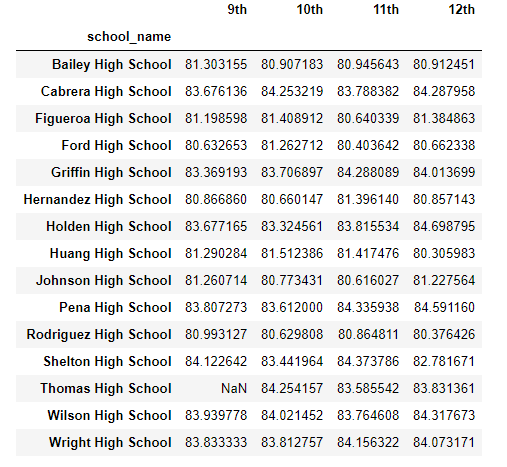 9th 10th 11th 12th
school_name
Bailey High School 81.303155 80.907183 80.945643 80.912451
Cabrera High School 83.676136 84.253219 83.788382 84.287958
Figueroa High School 81.198598 81.408912 80.640339 81.384863
Ford High School 80.632653 81.262712 80.403642 80.662338
Griffin High School 83.369193 83.706897 84.288089 84.013699
Hernandez High School 80.866860 80.660147 81.396140 80.857143
Holden High School 83.677165 83.324561 83.815534 84.698795
Huang High School 81.290284 81.512386 81.417476 80.305983
Johnson High School 81.260714 80.773431 80.616027 81.227564
Pena High School 83.807273 83.612000 84.335938 84.591160
Rodriguez High School 80.993127 80.629808 80.864811 80.376426
Shelton High School 84.122642 83.441964 84.373786 82.781671
Thomas High School NaN 84.254157 83.585542 83.831361
Wilson High School 83.939778 84.021452 83.764608 84.317673
Wright High School 83.833333 83.812757 84.156322 84.073171